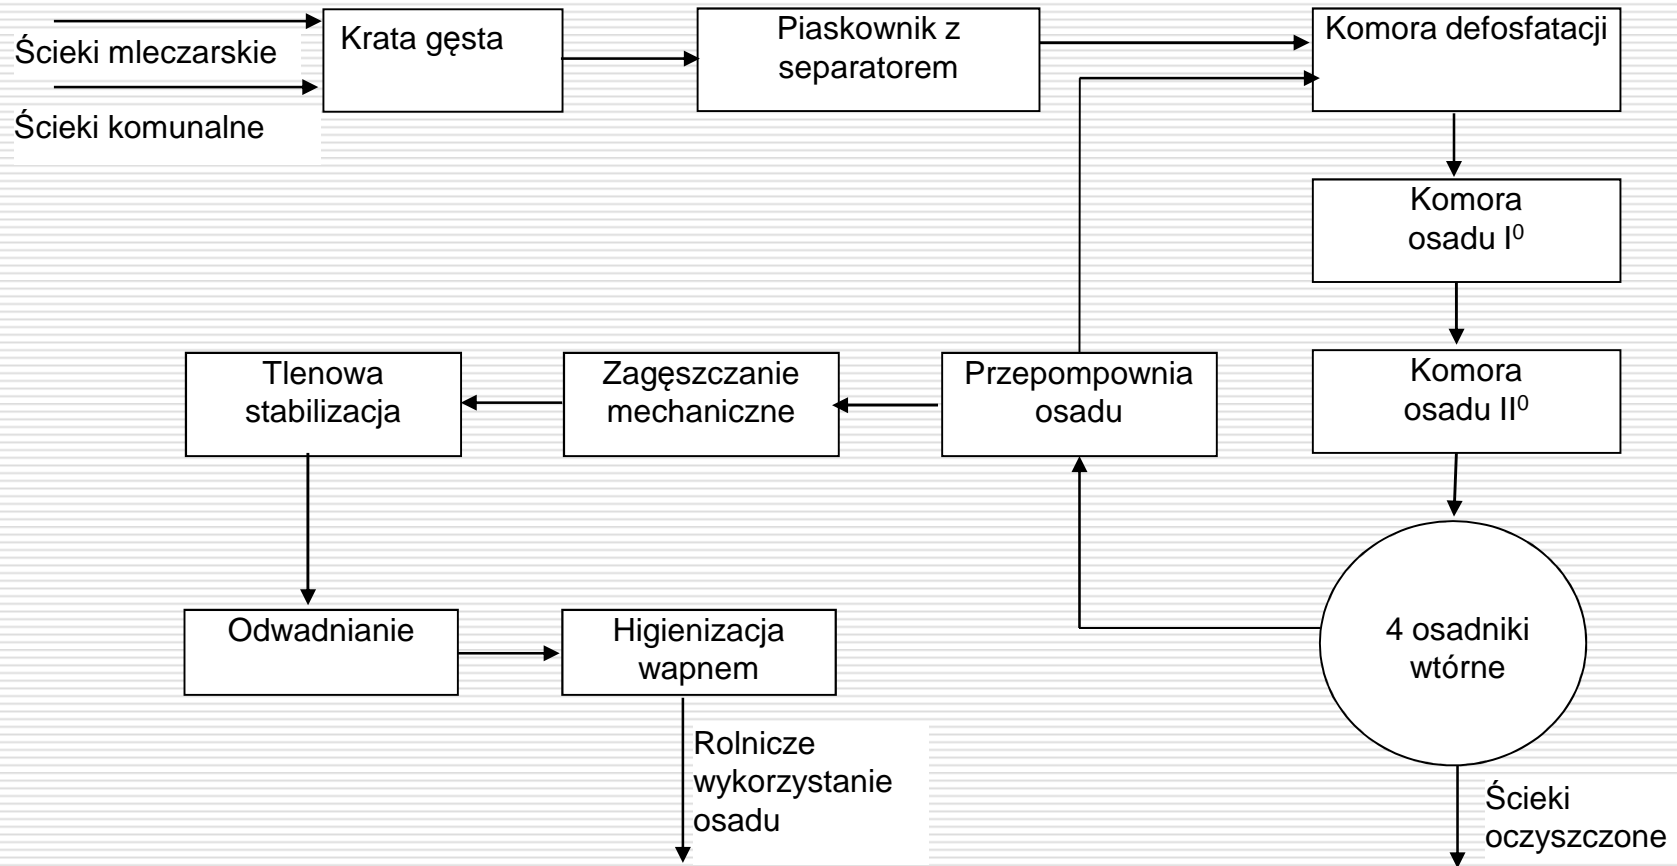 Ścieki mleczarskie
Ścieki komunalne
Krata gęsta
Piaskownik z
separatorem
Komora defosfatacji
Komora
osadu I⁰
Komora
osadu II⁰
4 osadniki
wtórne
Ścieki
oczyszczone
Przepompownia
osadu
Zagęszczanie
mechaniczne
Tlenowa
stabilizacja
Odwadnianie
Higienizacja
wapnem
Rolnicze
wykorzystanie
osadu